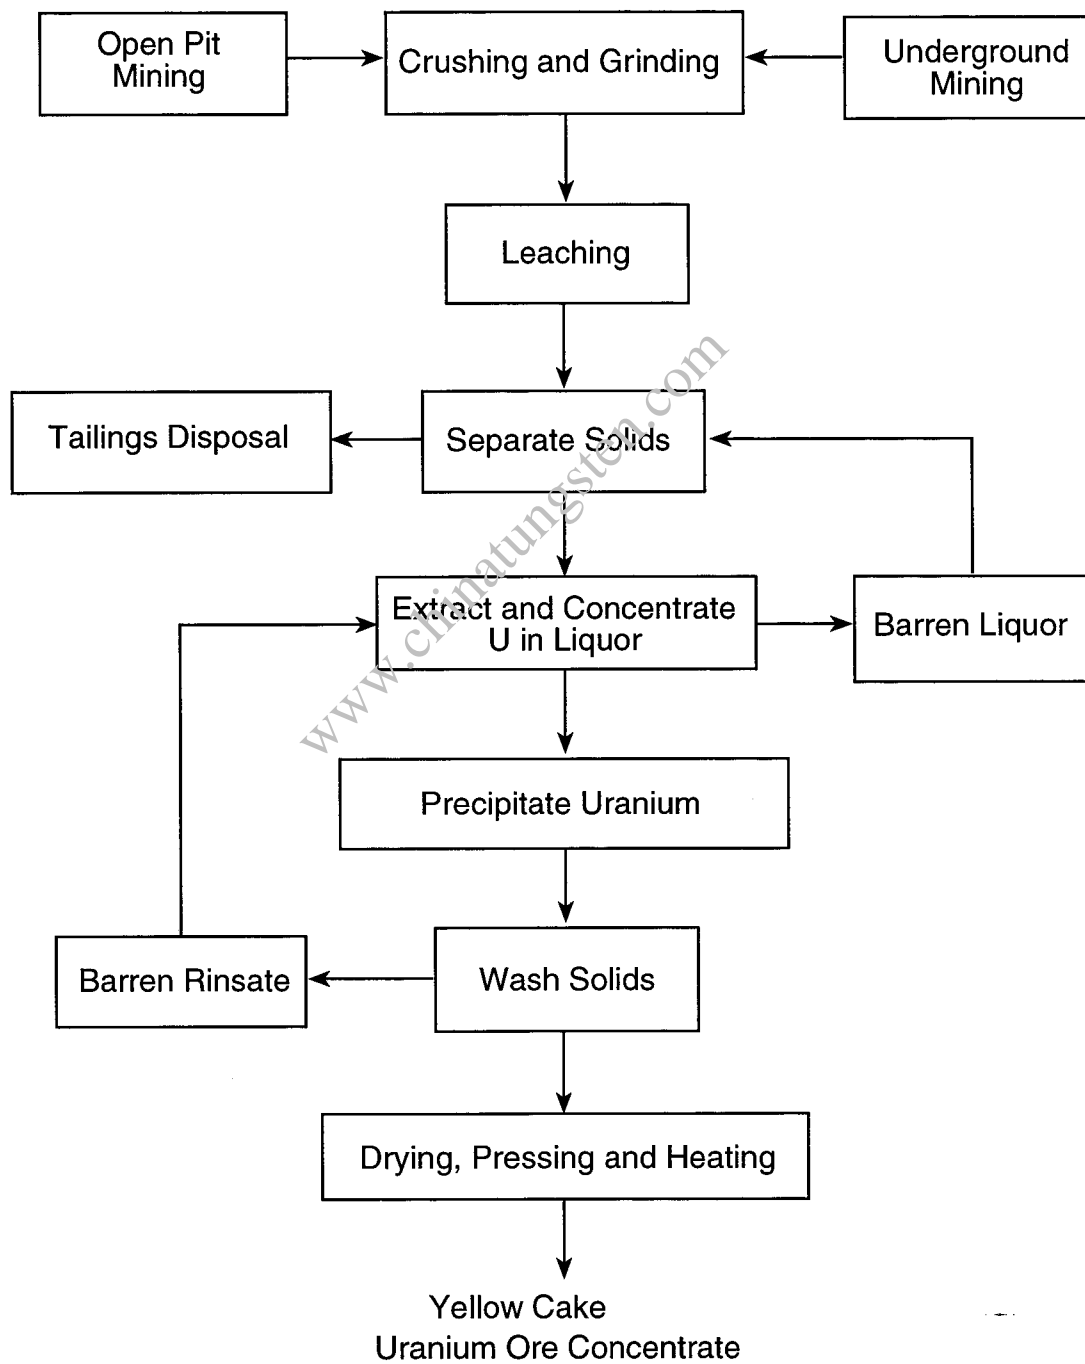 Open Pit
Mining
Crushing and Grinding
Underground
Mining
Leaching
Tailings Disposal
Separate Solids
Extract and Concentrate
U in Liquor
Barren Liquor
Precipitate Uranium
Barren Rinsate
Wash Solids
Drying, Pressing and Heating
Yellow Cake
Uranium Ore Concentrate
www.chinatungsten.com